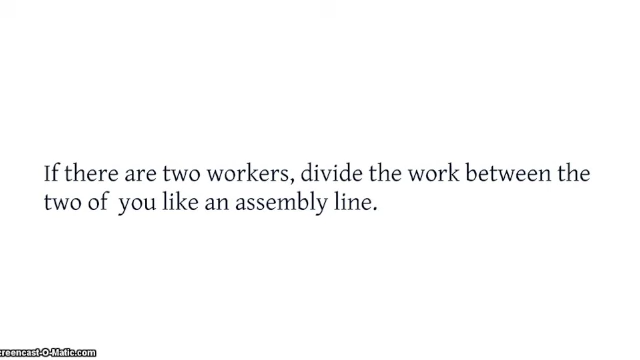 If there are two workers, divide the work between the
two of you like an assembly line.
creencast-O-Matic.com